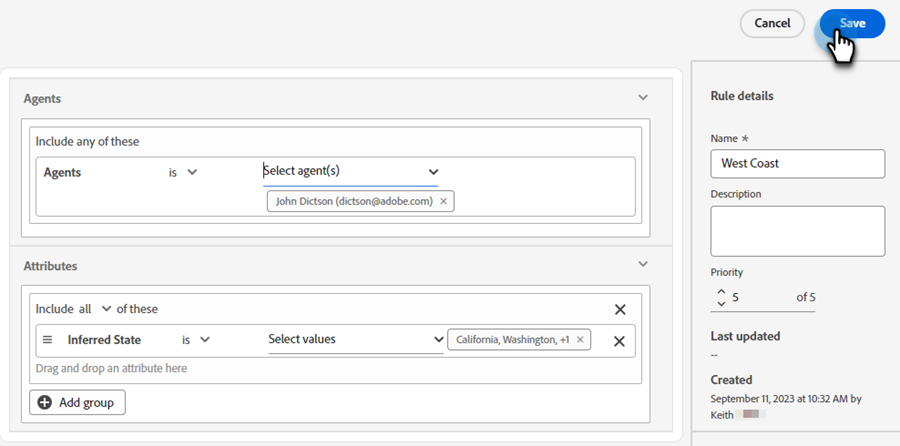 Cancel
Save
Agents
Include any of these
Agents is Select agent(s)
John Dictson (dictson@adobe.com) ×
Attributes
Include all of these
Inferred State is Select values California, Washington, +1 ×
Drag and drop an attribute here
Add group
Rule details
Name *
West Coast
Description
Priority
5 of 5
Last updated
--
Created
September 11, 2023 at 10:32 AM by
Keith